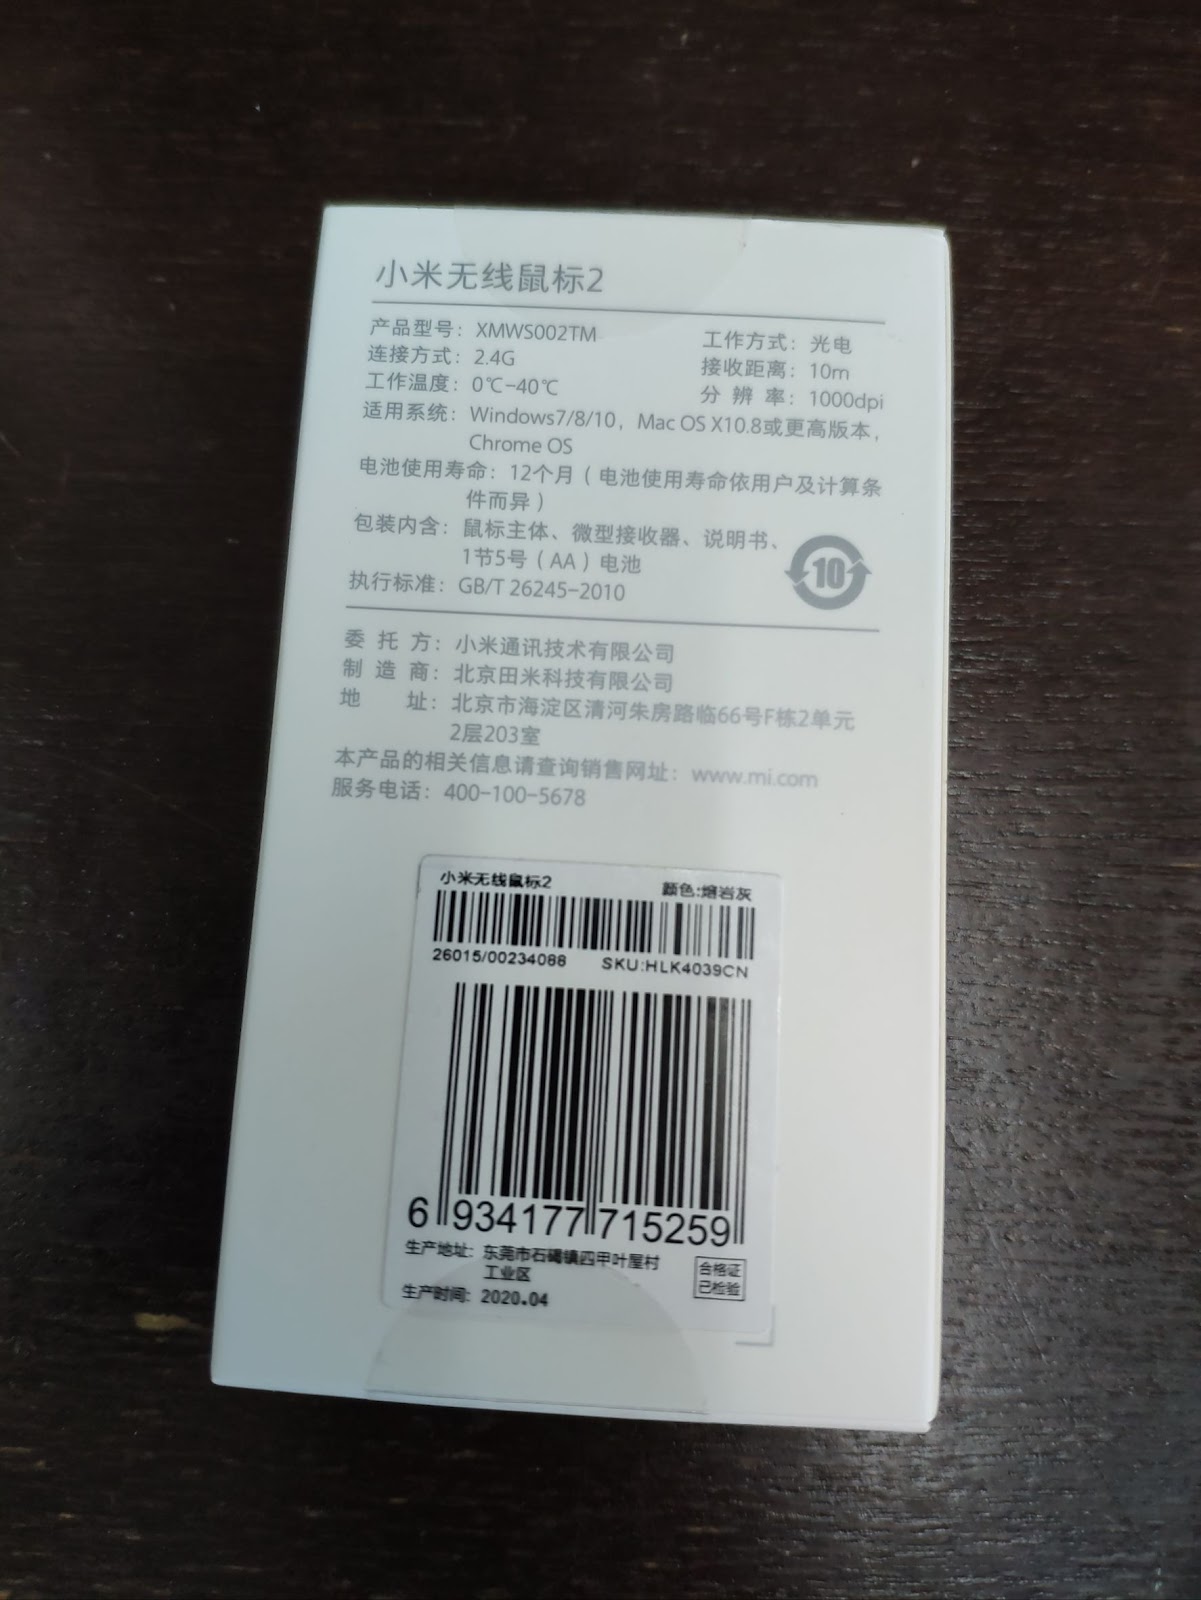 小米无线鼠标2
产品型号：XMWS002TM
工作方式：光电
连接方式：2.4G
接收距离：10m
工作温度：0℃-40℃
分 辨 率：1000dpi
适用系统：Windows7/8/10，Mac OS X10.8或更高版本，
Chrome OS
电池使用寿命：12个月（电池使用寿命依用户及计算条
件而异）
包装内含：鼠标主体、微型接收器、说明书、
1节5号（AA）电池
10
执行标准：GB/T 26245-2010
委 托 方：小米通讯技术有限公司
制 造 商：北京田米科技有限公司
地 址：北京市海淀区清河朱房路临66号F栋2单元
2层203室
本产品的相关信息请查询销售网址：www.mi.com
服务电话：400-100-5678
小米无线鼠标2 颜色:熔岩灰
26015/00234088 SKU:HLK4039CN
6 934177 715259
生产地址：东莞市石碣镇四甲叶屋村
工业区
合格证
已检验
生产时间：2020.04